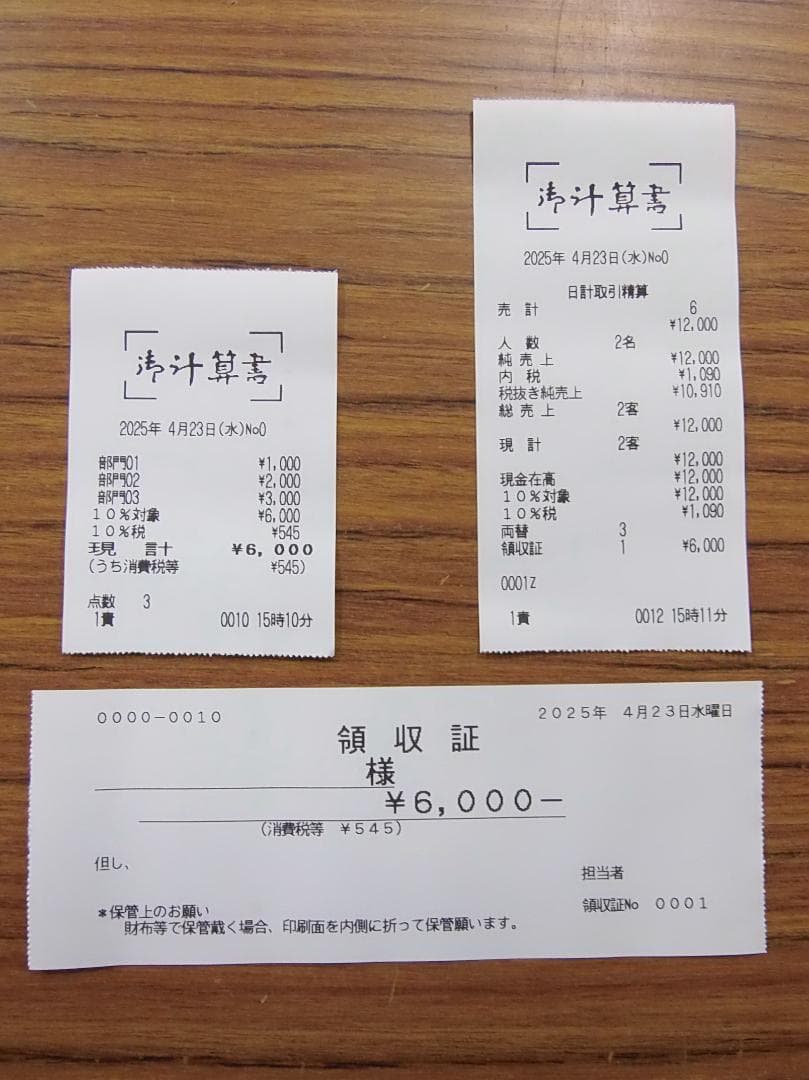 御計算書
2025年 4月23日(水)No0
部門01 ¥1,000
部門02 ¥2,000
部門03 ¥3,000
10%対象 ¥6,000
10%税 ¥545
現 計 ¥6,000
(うち消費税等 ¥545)
点数 3
1責 0010 15時10分
御計算書
2025年 4月23日(水)No0
日計取引精算
売 計 6
¥12,000
人 数 2名
純 売 上 ¥12,000
内 税 ¥1,090
税抜き純売上 ¥10,910
総 売 上 2客
¥12,000
現 計 2客
¥12,000
現金在高 ¥12,000
10%対象 ¥12,000
10%税 ¥1,090
両替 3
領収証 1 ¥6,000
0001Z
1責 0012 15時11分
0000-0010 2025年 4月23日水曜日
領 収 証
様
¥6,000-
(消費税等 ¥545)
但し、
担当者
領収証No 0001
*保管上のお願い
財布等で保管戴く場合、印刷面を内側に折って保管願います。